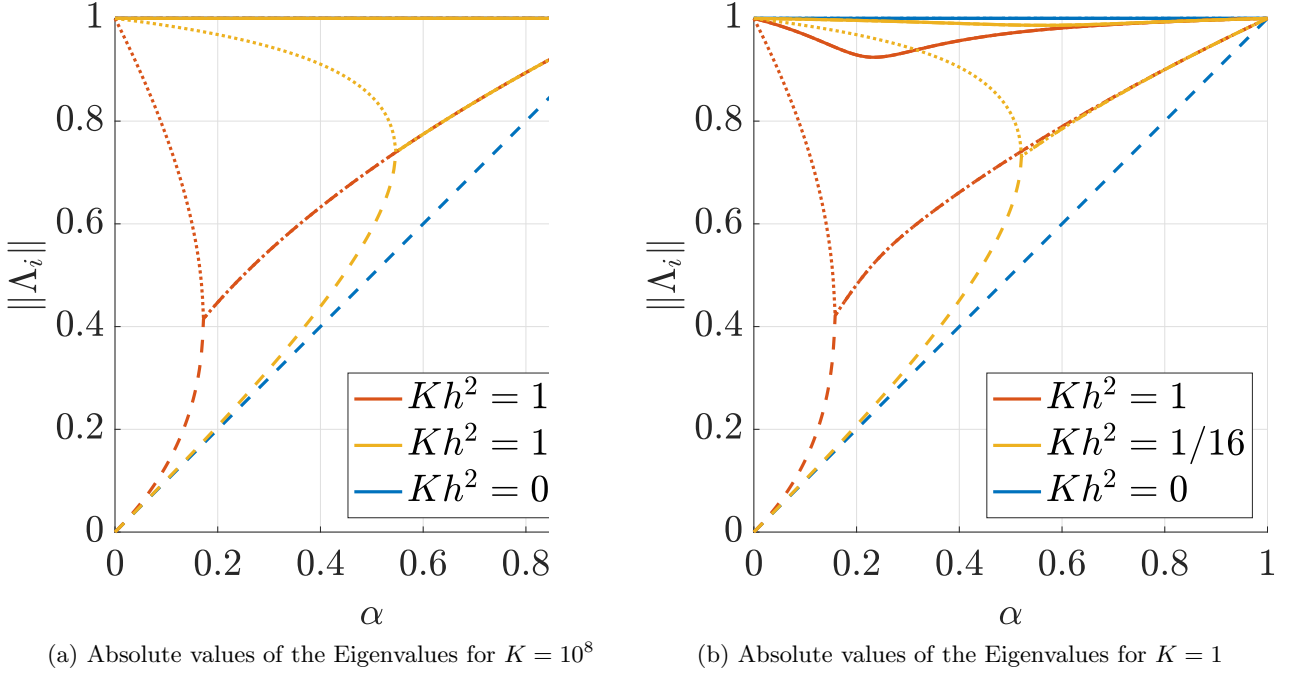 1
0.8
0.6
0.4
0.2
0
‖Λᵢ‖
0 0.2 0.4 0.6 0.8
α
Kh² = 1
Kh² = 1
Kh² = 0
(a) Absolute values of the Eigenvalues for K = 10⁸
1
0.8
0.6
0.4
0.2
0
‖Λᵢ‖
0 0.2 0.4 0.6 0.8 1
α
Kh² = 1
Kh² = 1/16
Kh² = 0
(b) Absolute values of the Eigenvalues for K = 1